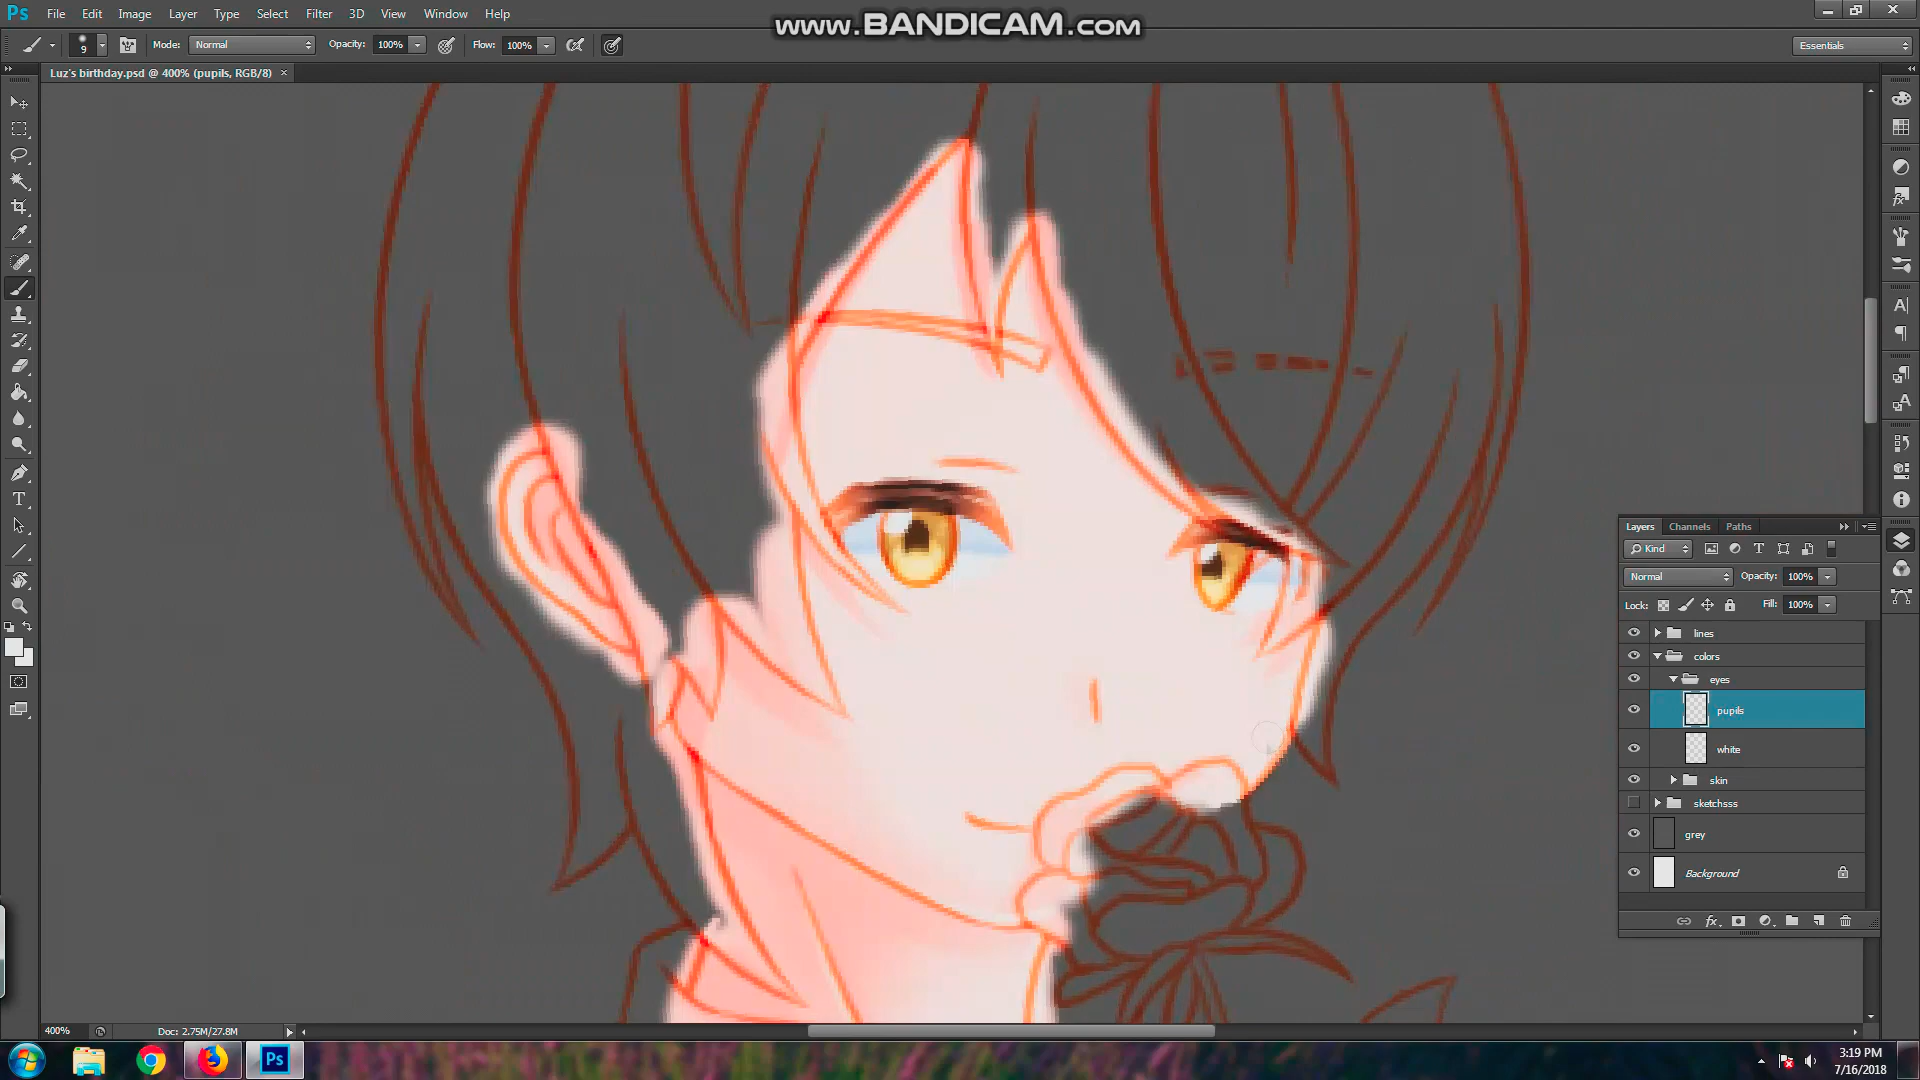 Ps File Edit Image Layer Type Select Filter 3D View Window Help
www.BANDICAM.com
9 Mode: Normal Opacity: 100% Flow: 100% Essentials
Luz's birthday.psd @ 400% (pupils, RGB/8) ×
Layers Channels Paths
Kind
Normal Opacity: 100%
Lock: Fill: 100%
lines
colors
eyes
pupils
white
skin
sketchsss
grey
Background
400% Doc: 2.75M/27.8M
Ps
3:19 PM
7/16/2018